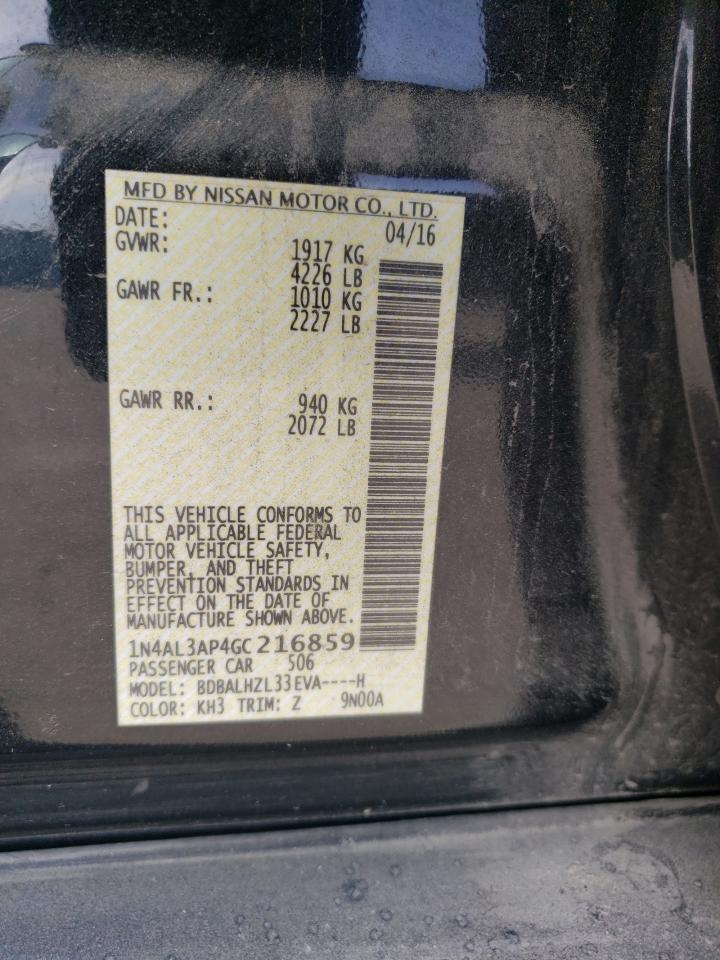 MFD BY NISSAN MOTOR CO., LTD.
DATE: 04/16
GVWR: 1917 KG
4226 LB
GAWR FR.: 1010 KG
2227 LB
GAWR RR.: 940 KG
2072 LB
THIS VEHICLE CONFORMS TO
ALL APPLICABLE FEDERAL
MOTOR VEHICLE SAFETY,
BUMPER, AND THEFT
PREVENTION STANDARDS IN
EFFECT ON THE DATE OF
MANUFACTURE SHOWN ABOVE.
1N4AL3AP4GC216859
PASSENGER CAR 506
MODEL: BDBALHZL33EVA----H
COLOR: KH3 TRIM: Z 9N00A